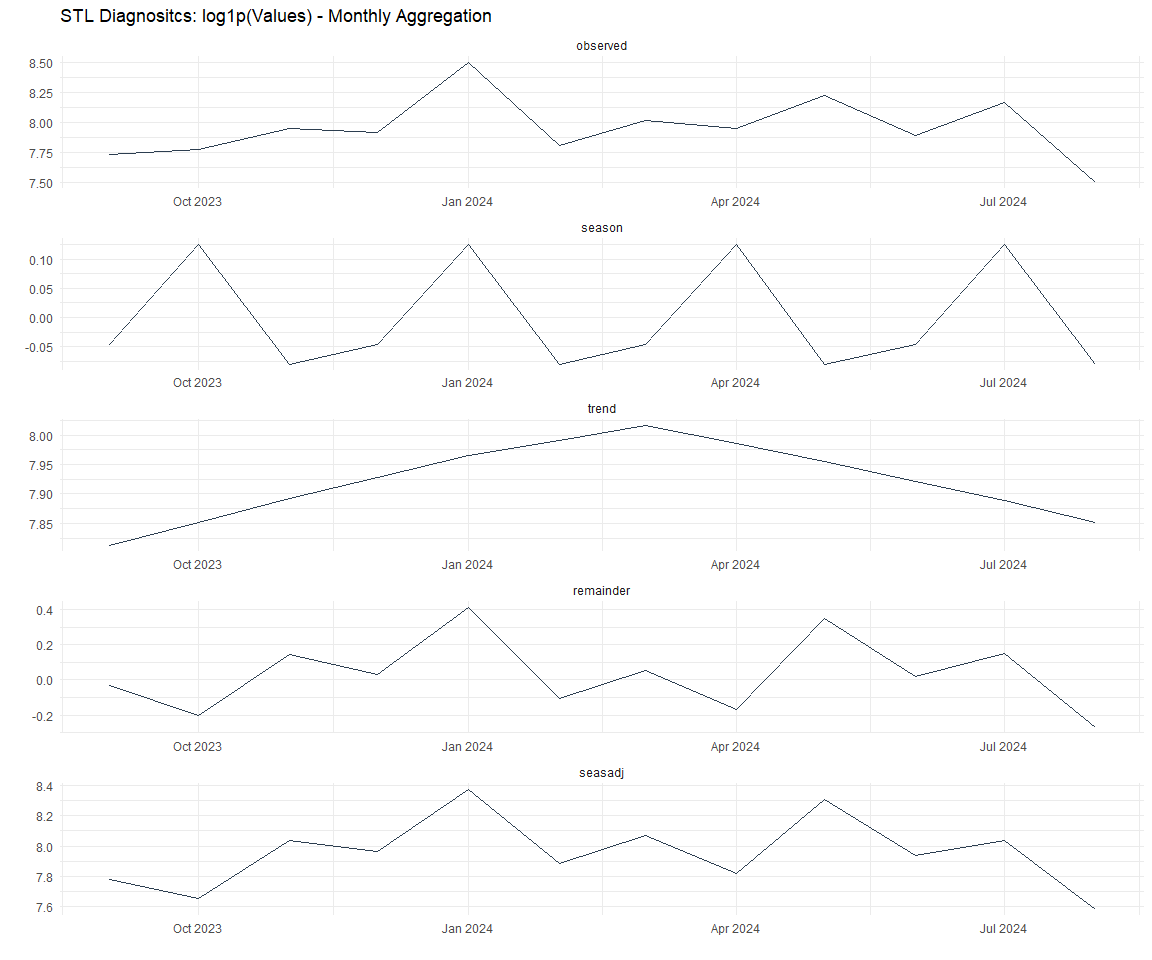 STL Diagnositcs: log1p(Values) - Monthly Aggregation
observed
8.50
8.25
8.00
7.75
7.50
Oct 2023 Jan 2024 Apr 2024 Jul 2024
season
0.10
0.05
0.00
-0.05
Oct 2023 Jan 2024 Apr 2024 Jul 2024
trend
8.00
7.95
7.90
7.85
Oct 2023 Jan 2024 Apr 2024 Jul 2024
remainder
0.4
0.2
0.0
-0.2
Oct 2023 Jan 2024 Apr 2024 Jul 2024
seasadj
8.4
8.2
8.0
7.8
7.6
Oct 2023 Jan 2024 Apr 2024 Jul 2024